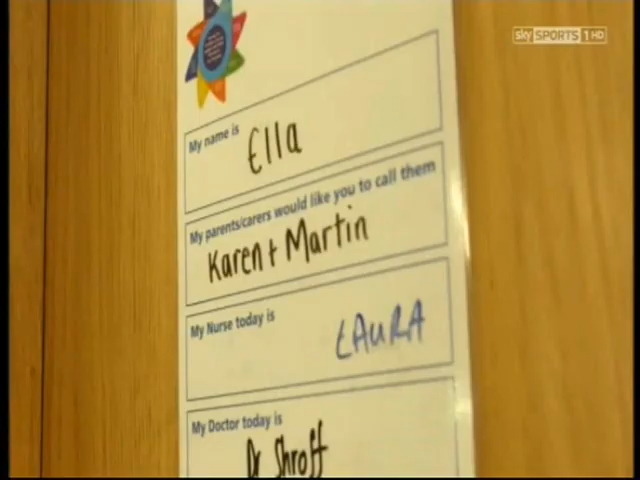 sky SPORTS 1 HD
My name is
Ella
My parents/carers would like you to call them
Karen + Martin
My Nurse today is
LAURA
My Doctor today is
Dr Shroff